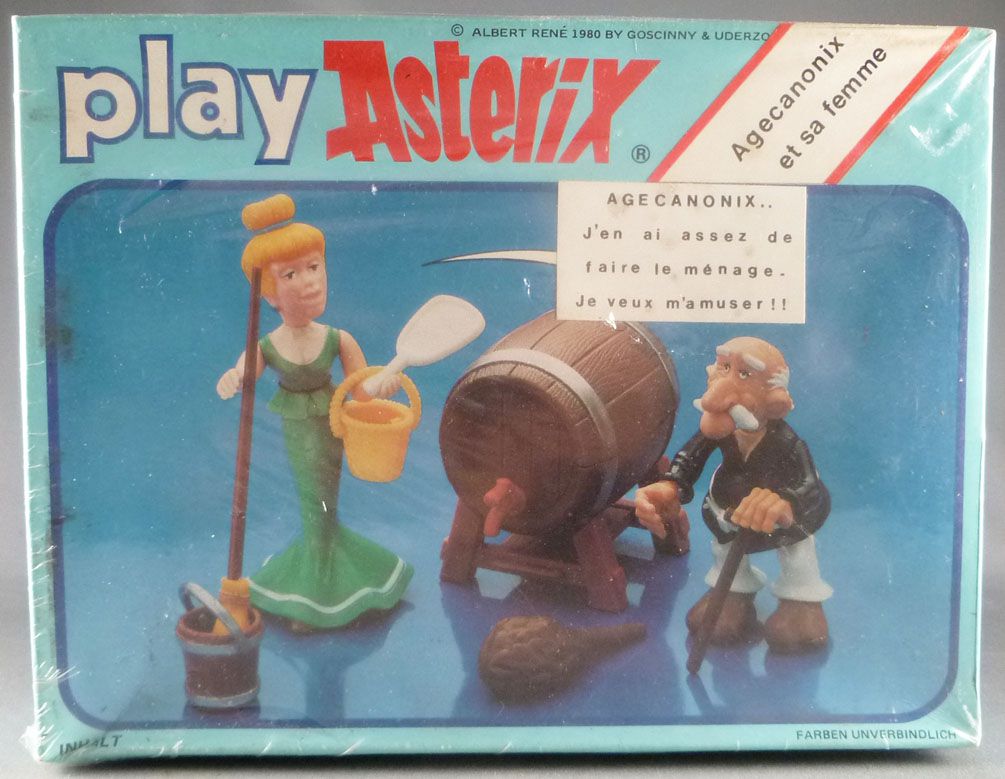 © ALBERT RENÉ 1980 BY GOSCINNY & UDERZO
play Asterix ®
Agecanonix
et sa femme
AGECANONIX..
J'en ai assez de
faire le ménage.
Je veux m'amuser!!
INHALT
FARBEN UNVERBINDLICH